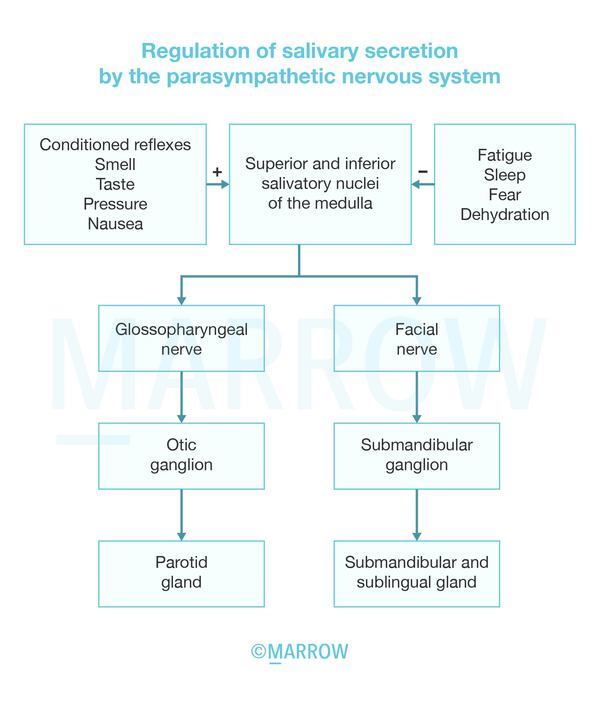 Regulation of salivary secretion
by the parasympathetic nervous system
Conditioned reflexes
Smell
Taste
Pressure
Nausea
+
Superior and inferior
salivatory nuclei
of the medulla
–
Fatigue
Sleep
Fear
Dehydration
Glossopharyngeal
nerve
Facial
nerve
MARROW
Otic
ganglion
Submandibular
ganglion
Parotid
gland
Submandibular and
sublingual gland
©MARROW